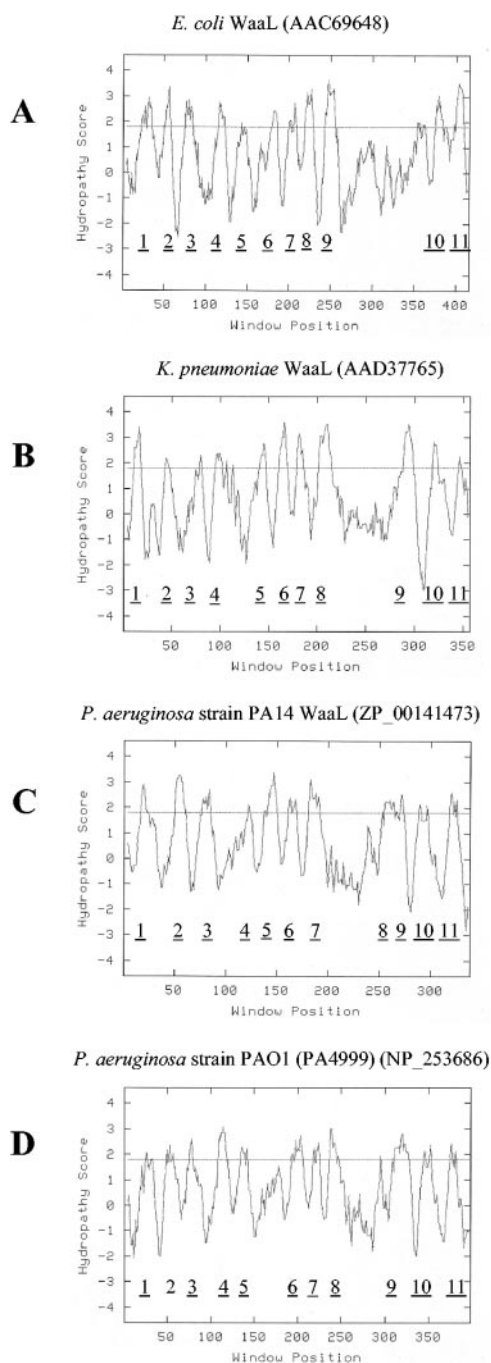 E. coli WaaL (AAC69648)
A
Hydropathy Score
4
3
2
1
0
-1
-2
-3
-4
1 2 3 4 5 6 7 8 9 10 11
50 100 150 200 250 300 350 400
Window Position
K. pneumoniae WaaL (AAD37765)
B
Hydropathy Score
4
3
2
1
0
-1
-2
-3
-4
1 2 3 4 5 6 7 8 9 10 11
50 100 150 200 250 300 350
Window Position
P. aeruginosa strain PA14 WaaL (ZP_00141473)
C
Hydropathy Score
4
3
2
1
0
-1
-2
-3
-4
1 2 3 4 5 6 7 8 9 10 11
50 100 150 200 250 300
Window Position
P. aeruginosa strain PAO1 (PA4999) (NP_253686)
D
Hydropathy Score
4
3
2
1
0
-1
-2
-3
-4
1 2 3 4 5 6 7 8 9 10 11
50 100 150 200 250 300 350
Window Position